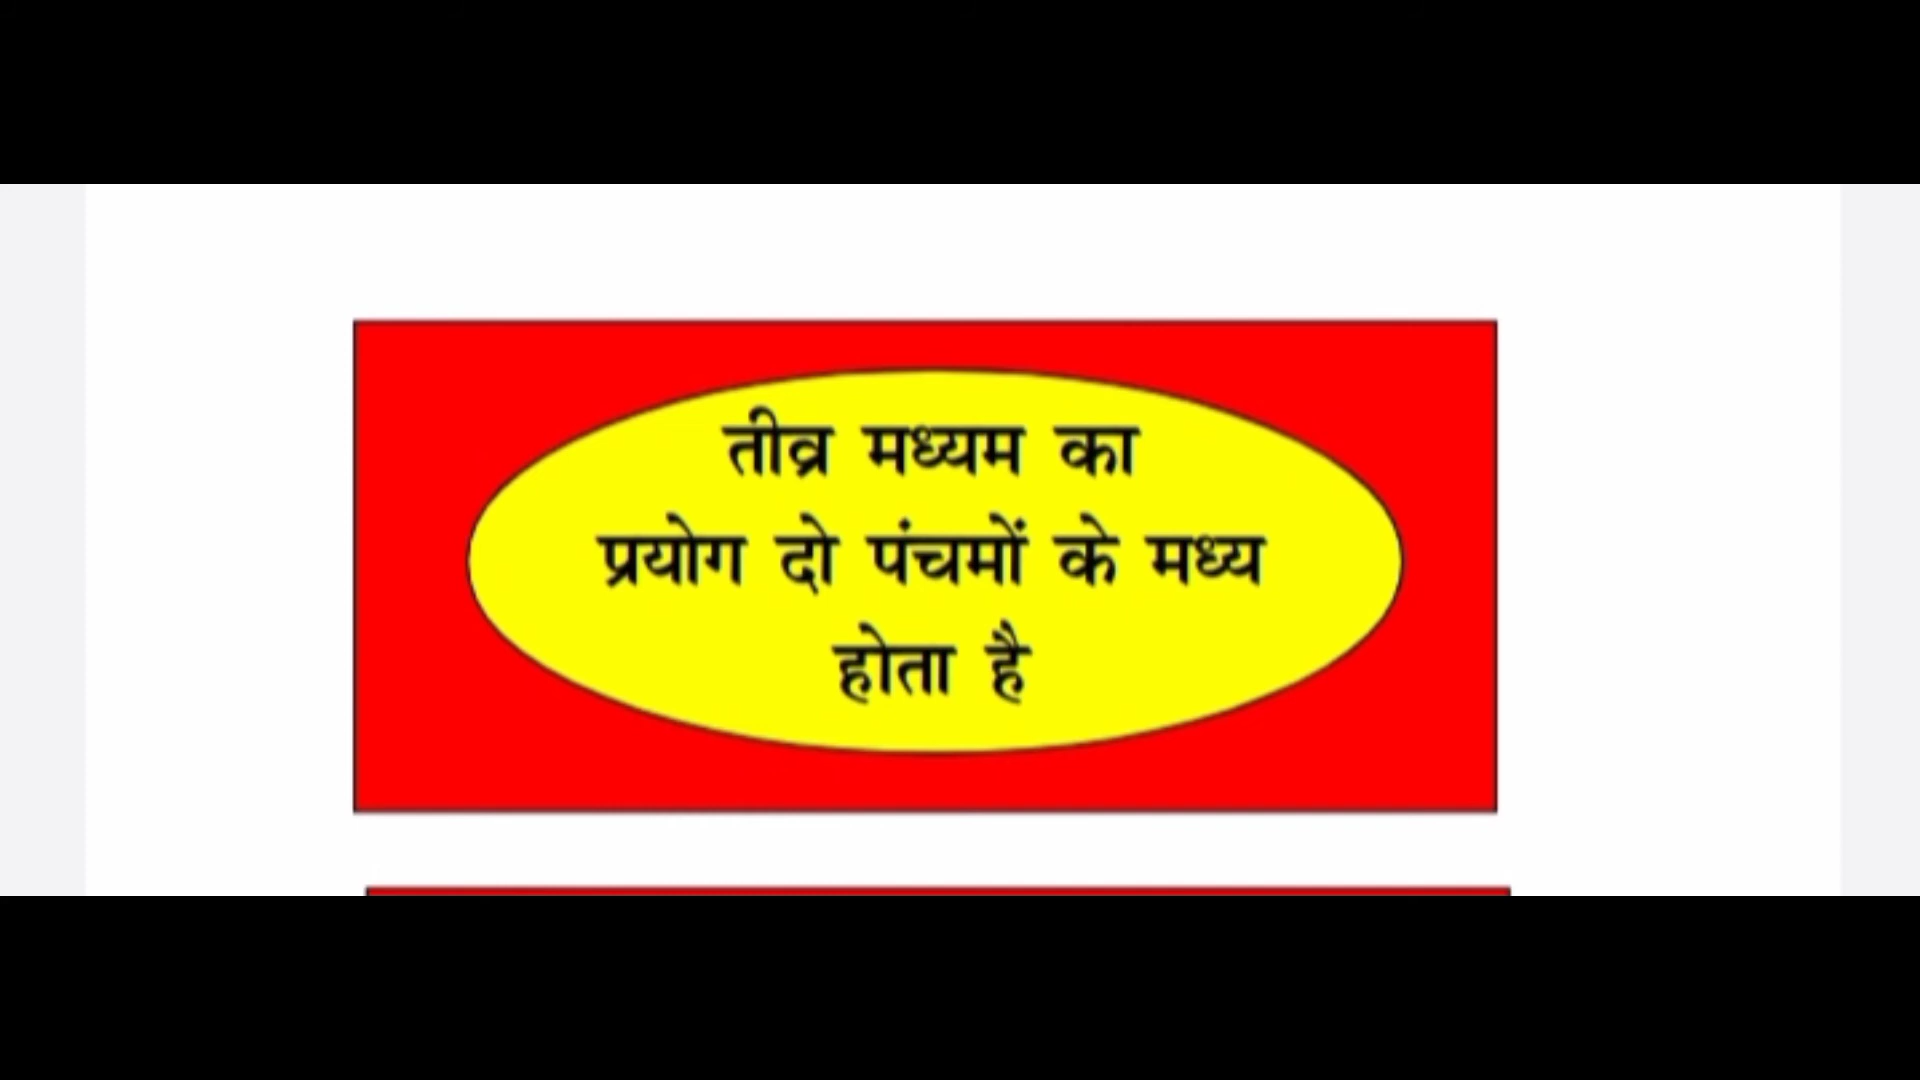 तीव्र मध्यम का
प्रयोग दो पंचमों के मध्य
होता है